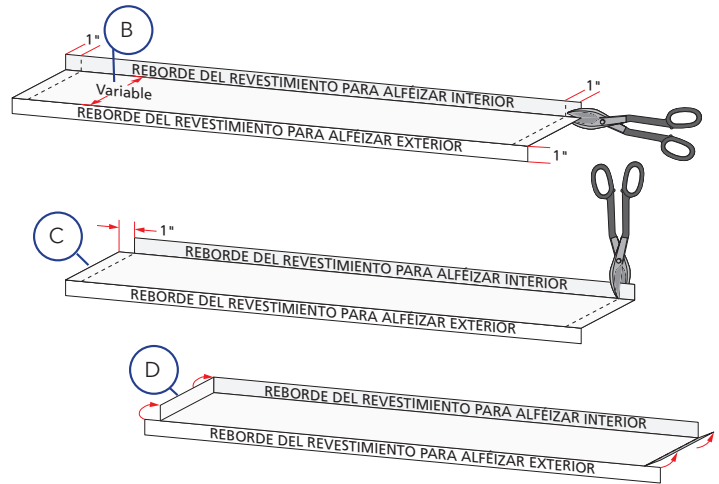 B
1"
REBORDE DEL REVESTIMIENTO PARA ALFÉIZAR INTERIOR
1"
Variable
REBORDE DEL REVESTIMIENTO PARA ALFÉIZAR EXTERIOR
1"
C
1"
REBORDE DEL REVESTIMIENTO PARA ALFÉIZAR INTERIOR
REBORDE DEL REVESTIMIENTO PARA ALFÉIZAR EXTERIOR
D
REBORDE DEL REVESTIMIENTO PARA ALFÉIZAR INTERIOR
REBORDE DEL REVESTIMIENTO PARA ALFÉIZAR EXTERIOR